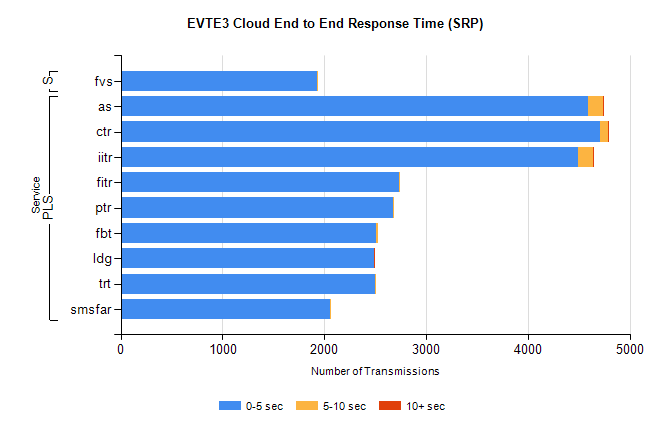 EVTE3 Cloud End to End Response Time (SRP)
fvs
as
ctr
iitr
fitr
ptr
fbt
ldg
trt
smsfar
Service
PLS
0 1000 2000 3000 4000 5000
Number of Transmissions
0-5 sec 5-10 sec 10+ sec